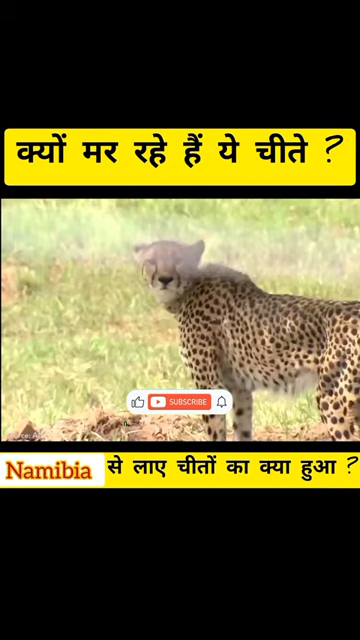 क्यों मर रहे हैं ये चीते ?
SUBSCRIBE
Namibia से लाए चीतों का क्या हुआ ?